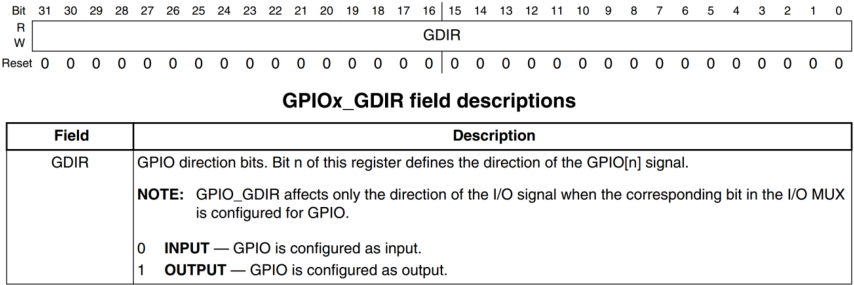 Bit 31 30 29 28 27 26 25 24 23 22 21 20 19 18 17 16 15 14 13 12 11 10 9 8 7 6 5 4 3 2 1 0
R
GDIR
W
Reset 0 0 0 0 0 0 0 0 0 0 0 0 0 0 0 0 0 0 0 0 0 0 0 0 0 0 0 0 0 0 0 0
GPIOx_GDIR field descriptions
Field Description
GDIR GPIO direction bits. Bit n of this register defines the direction of the GPIO[n] signal.
NOTE: GPIO_GDIR affects only the direction of the I/O signal when the corresponding bit in the I/O MUX
is configured for GPIO.
0 INPUT — GPIO is configured as input.
1 OUTPUT — GPIO is configured as output.